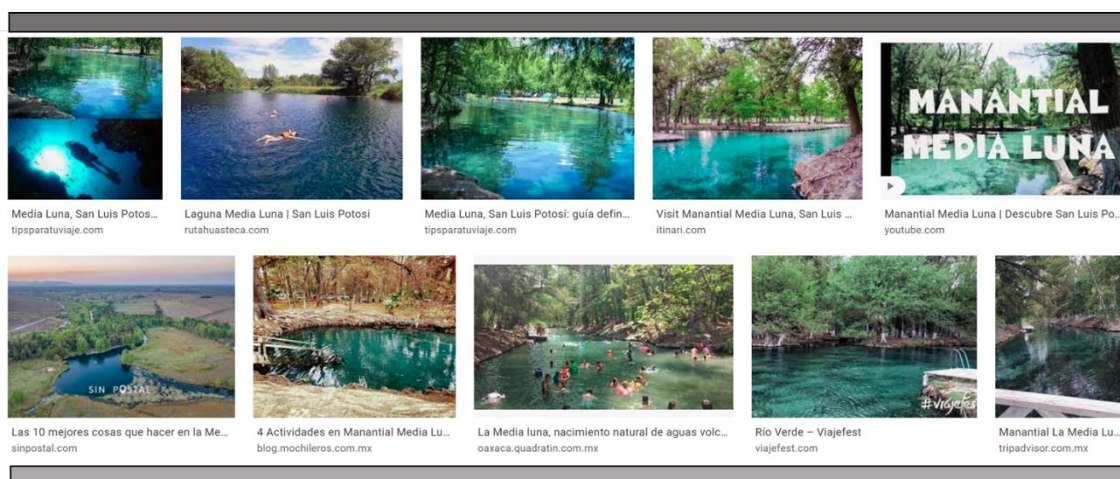 MANANTIAL
MEDIA LUNA
Media Luna, San Luis Potos...
tipsparatuviaje.com
Laguna Media Luna | San Luis Potosi
rutahuasteca.com
Media Luna, San Luis Potosí: guía defin...
tipsparatuviaje.com
Visit Manantial Media Luna, San Luis ...
itinari.com
Manantial Media Luna | Descubre San Luis Po...
youtube.com
SIN POSTAL
#viajefes
Las 10 mejores cosas que hacer en la Me...
sinpostal.com
4 Actividades en Manantial Media Lu...
blog.mochileros.com.mx
La Media luna, nacimiento natural de aguas volc...
oaxaca.quadratin.com.mx
Río Verde – Viajefest
viajefest.com
Manantial La Media Lu...
tripadvisor.com.mx